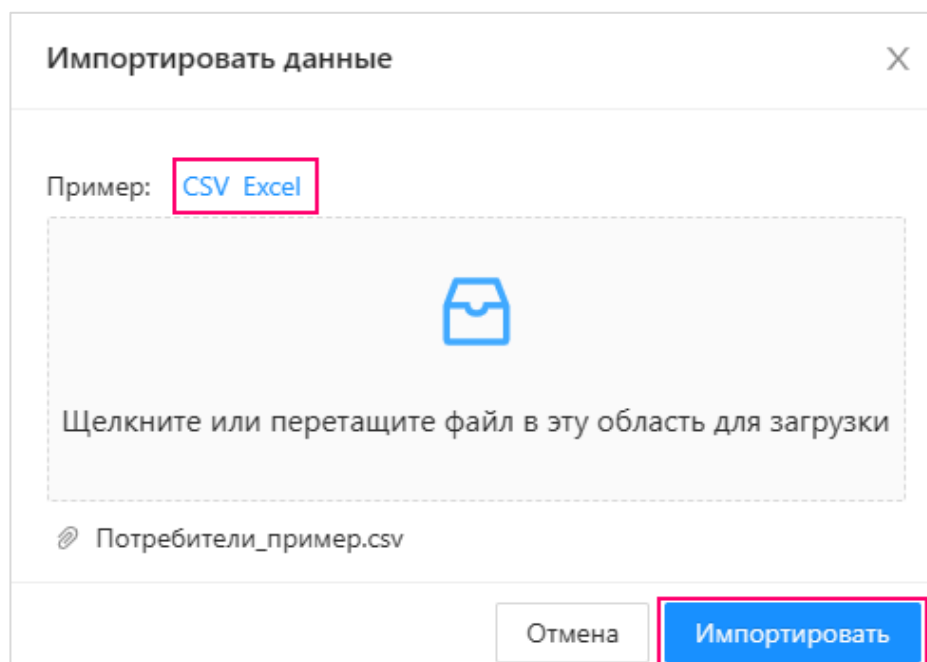 Импортировать данные
Пример: CSV Excel
Щелкните или перетащите файл в эту область для загрузки
Потребители_пример.csv
Отмена Импортировать